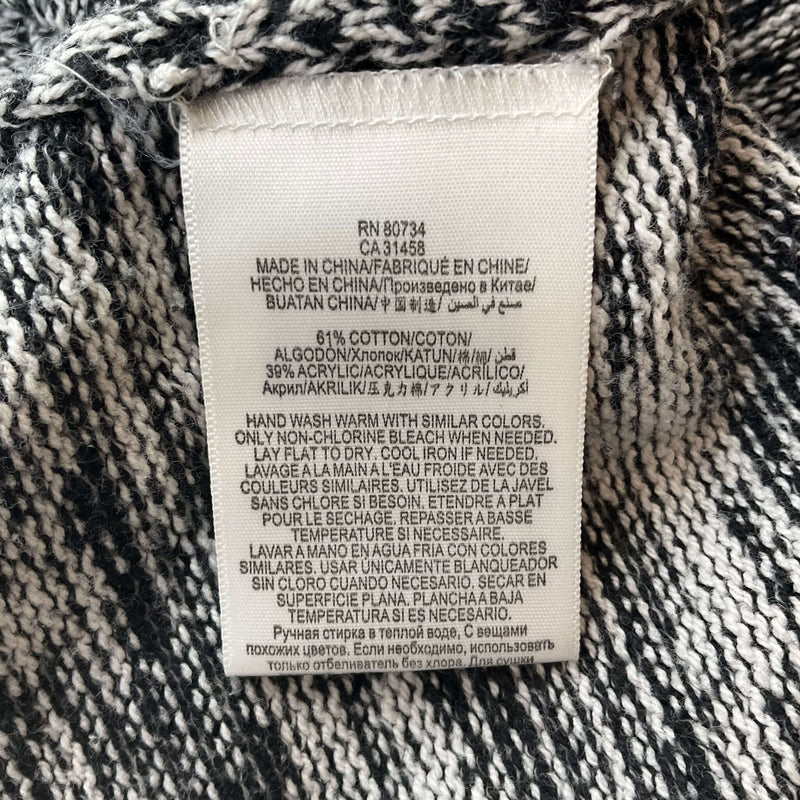 RN 80734
CA 31458
MADE IN CHINA/FABRIQUÉ EN CHINE/
HECHO EN CHINA/Произведено в Китае/
BUATAN CHINA/中国制造/صنع في الصين
61% COTTON/COTON/
ALGODÓN/Хлопок/KATUN/棉/綿/قطن
39% ACRYLIC/ACRYLIQUE/ACRÍLICO/
Акрил/AKRILIK/压克力棉/アクリル/أكريليك
HAND WASH WARM WITH SIMILAR COLORS.
ONLY NON-CHLORINE BLEACH WHEN NEEDED.
LAY FLAT TO DRY. COOL IRON IF NEEDED.
LAVAGE A LA MAIN A L'EAU FROIDE AVEC DES
COULEURS SIMILAIRES. UTILISEZ DE LA JAVEL
SANS CHLORE SI BESOIN. ETENDRE A PLAT
POUR LE SECHAGE. REPASSER A BASSE
TEMPERATURE SI NECESSAIRE.
LAVAR A MANO EN AGUA FRIA CON COLORES
SIMILARES. USAR ÚNICAMENTE BLANQUEADOR
SIN CLORO CUANDO NECESARIO. SECAR EN
SUPERFICIE PLANA. PLANCHA A BAJA
TEMPERATURA SI ES NECESARIO.
Ручная стирка в теплой воде, С вещами
похожих цветов. Если необходимо, использовать
только отбеливатель без хлора. Для сушки